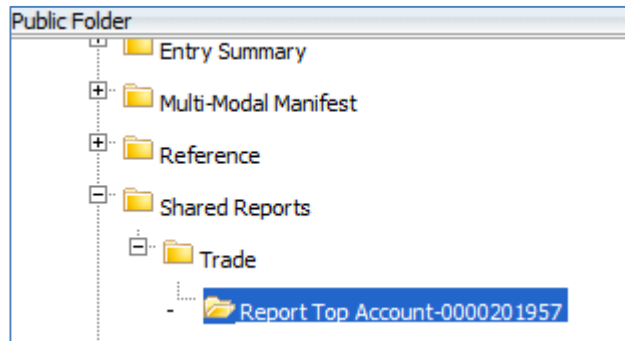 Public Folder
Entry Summary
Multi-Modal Manifest
Reference
Shared Reports
Trade
Report Top Account-0000201957